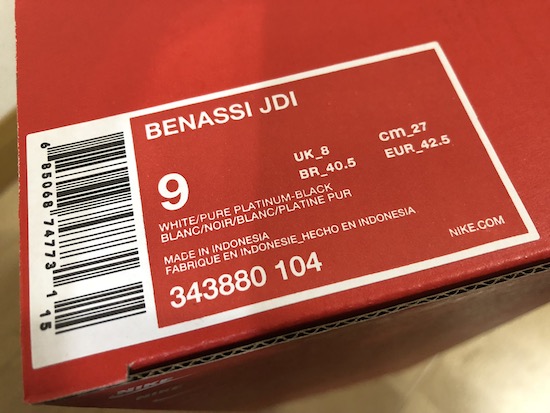 BENASSI JDI
9
UK_8
cm_27
BR_40.5
EUR_42.5
WHITE/PURE PLATINUM-BLACK
BLANC/NOIR/BLANC/PLATINE PUR
MADE IN INDONESIA
FABRIQUE EN INDONESIE_HECHO EN INDONESIA
343880 104
NIKE.COM
6 85068 74773 1 15
NIKE